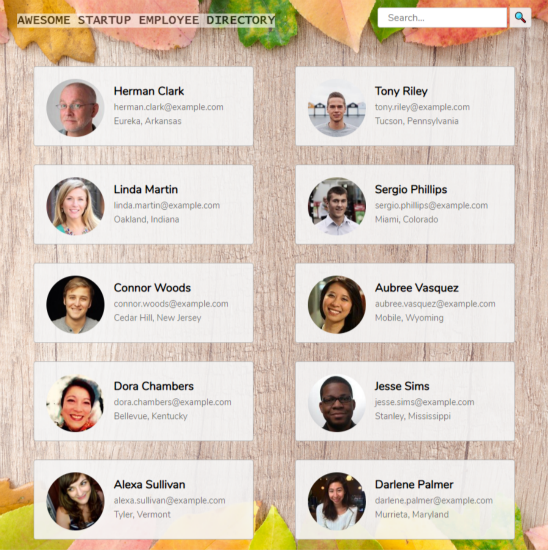 AWESOME STARTUP EMPLOYEE DIRECTORY
Search...
Herman Clark
herman.clark@example.com
Eureka, Arkansas
Tony Riley
tony.riley@example.com
Tucson, Pennsylvania
Linda Martin
linda.martin@example.com
Oakland, Indiana
Sergio Phillips
sergio.phillips@example.com
Miami, Colorado
Connor Woods
connor.woods@example.com
Cedar Hill, New Jersey
Aubree Vasquez
aubree.vasquez@example.com
Mobile, Wyoming
Dora Chambers
dora.chambers@example.com
Bellevue, Kentucky
Jesse Sims
jesse.sims@example.com
Stanley, Mississippi
Alexa Sullivan
alexa.sullivan@example.com
Tyler, Vermont
Darlene Palmer
darlene.palmer@example.com
Murrieta, Maryland